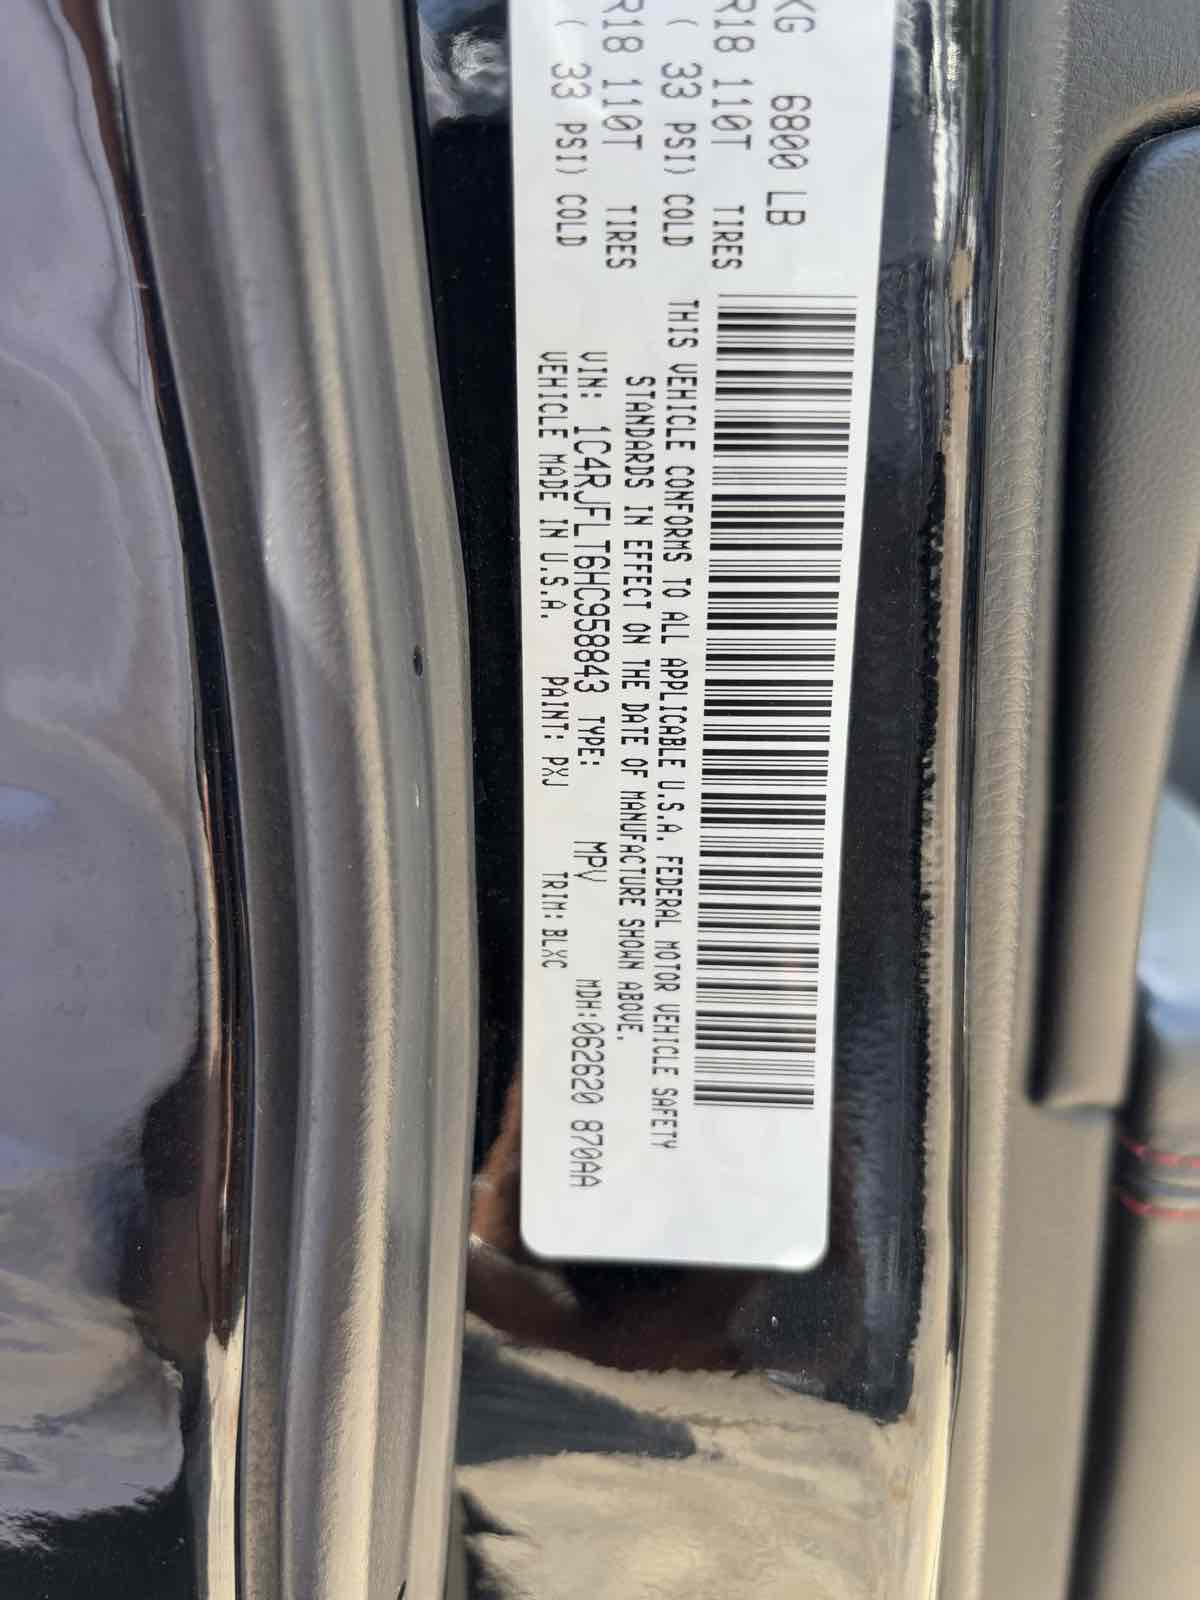 KG 6800 LB
R18 110T TIRES
( 33 PSI) COLD
R18 110T TIRES
( 33 PSI) COLD
THIS VEHICLE CONFORMS TO ALL APPLICABLE U.S.A. FEDERAL MOTOR VEHICLE SAFETY
STANDARDS IN EFFECT ON THE DATE OF MANUFACTURE SHOWN ABOVE.
VIN: 1C4RJFLT6HC958843 TYPE: MPV MDH:062620 870AA
VEHICLE MADE IN U.S.A. PAINT: PXJ TRIM: BLXC